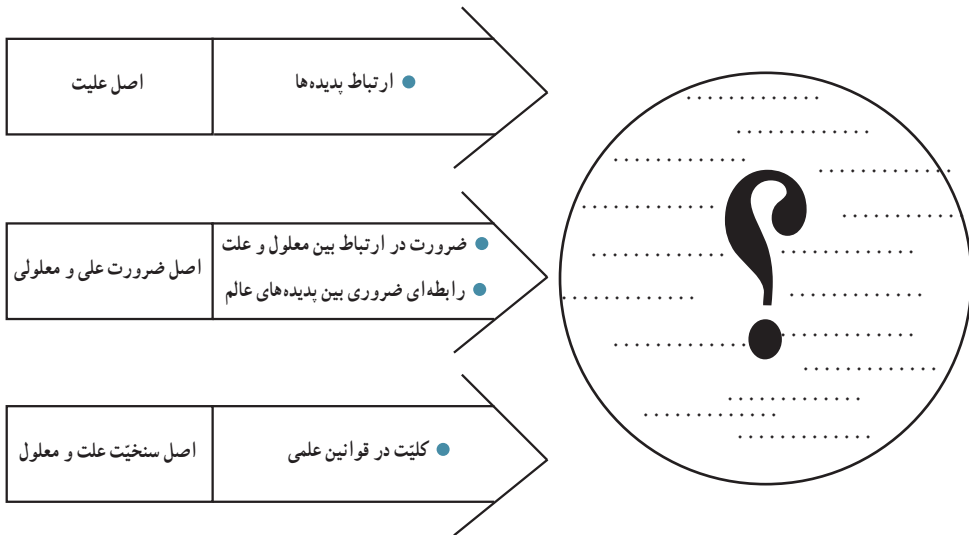 اصل علیت
ارتباط پدیده‌ها
اصل ضرورت علی و معلولی
ضرورت در ارتباط بین معلول و علت
رابطه‌ای ضروری بین پدیده‌های عالم
اصل سنخیّت علت و معلول
کلیّت در قوانین علمی
؟